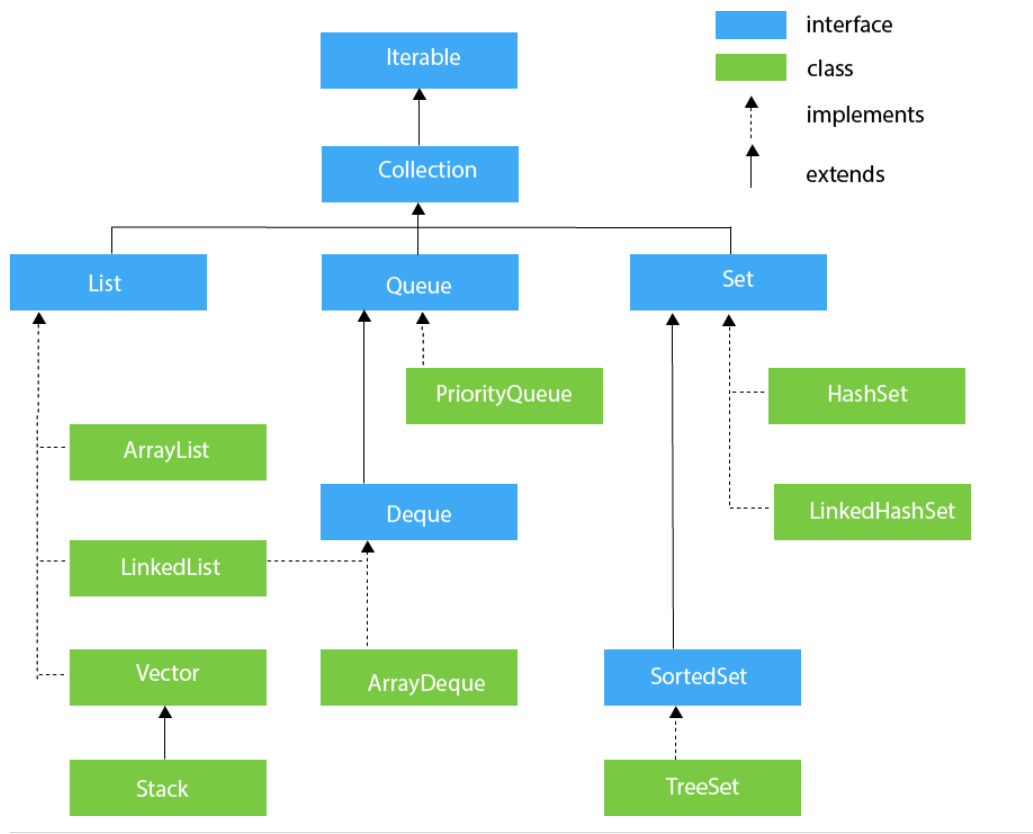 Iterable
interface
class
implements
extends
Collection
List
Queue
Set
PriorityQueue
HashSet
ArrayList
Deque
LinkedHashSet
LinkedList
Vector
ArrayDeque
SortedSet
Stack
TreeSet